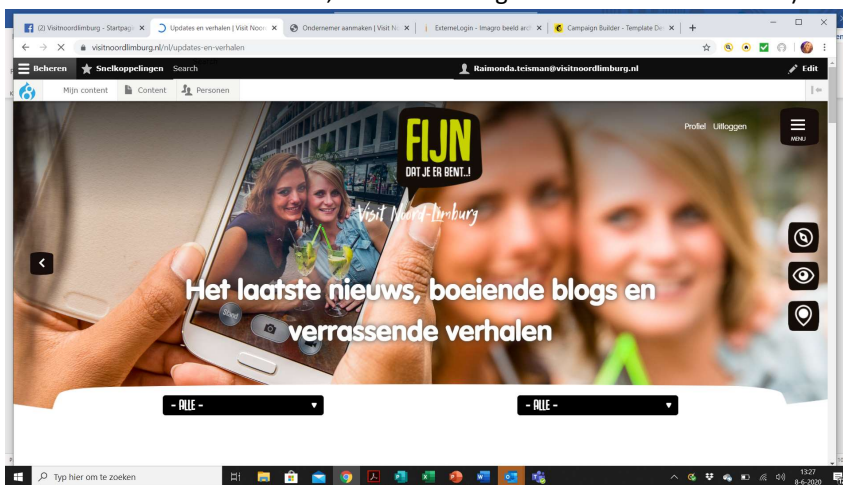 (2) Visitnoordlimburg - Startpag
Updates en verhalen | Visit Noor
Ondernemer aanmaken | Visit N
ExterneLogin - Imagro beeld arc
Campaign Builder - Template De
visitnoordlimburg.nl/nl/updates-en-verhalen
Beheren Snelkoppelingen Search Raimonda.teisman@visitnoordlimburg.nl Edit
Mijn content Content Personen
FIJN
DAT JE ER BENT..!
Profiel Uitloggen
MENU
Visit Noord-Limburg
Het laatste nieuws, boeiende blogs en
verrassende verhalen
Stand
- ALLE - - ALLE -
Typ hier om te zoeken
13:27
8-6-2020